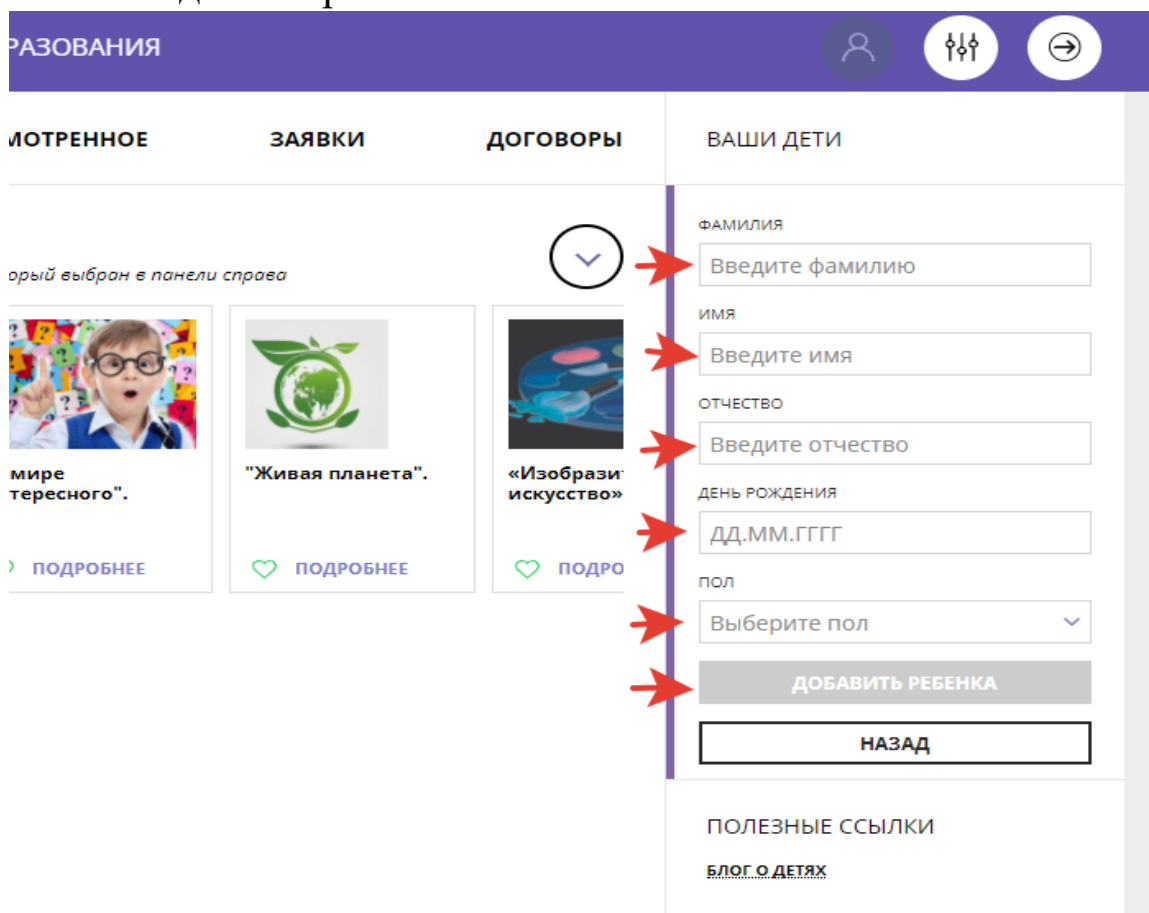 РАЗОВАНИЯ
МОТРЕННОЕ ЗАЯВКИ ДОГОВОРЫ
орый выбран в панели справа
мире
тересного".
ПОДРОБНЕЕ
"Живая планета".
ПОДРОБНЕЕ
«Изобрази
искусство»
ПОДРО
ВАШИ ДЕТИ
ФАМИЛИЯ
Введите фамилию
ИМЯ
Введите имя
ОТЧЕСТВО
Введите отчество
ДЕНЬ РОЖДЕНИЯ
ДД.ММ.ГГГГ
ПОЛ
Выберите пол
ДОБАВИТЬ РЕБЕНКА
НАЗАД
ПОЛЕЗНЫЕ ССЫЛКИ
БЛОГ О ДЕТЯХ